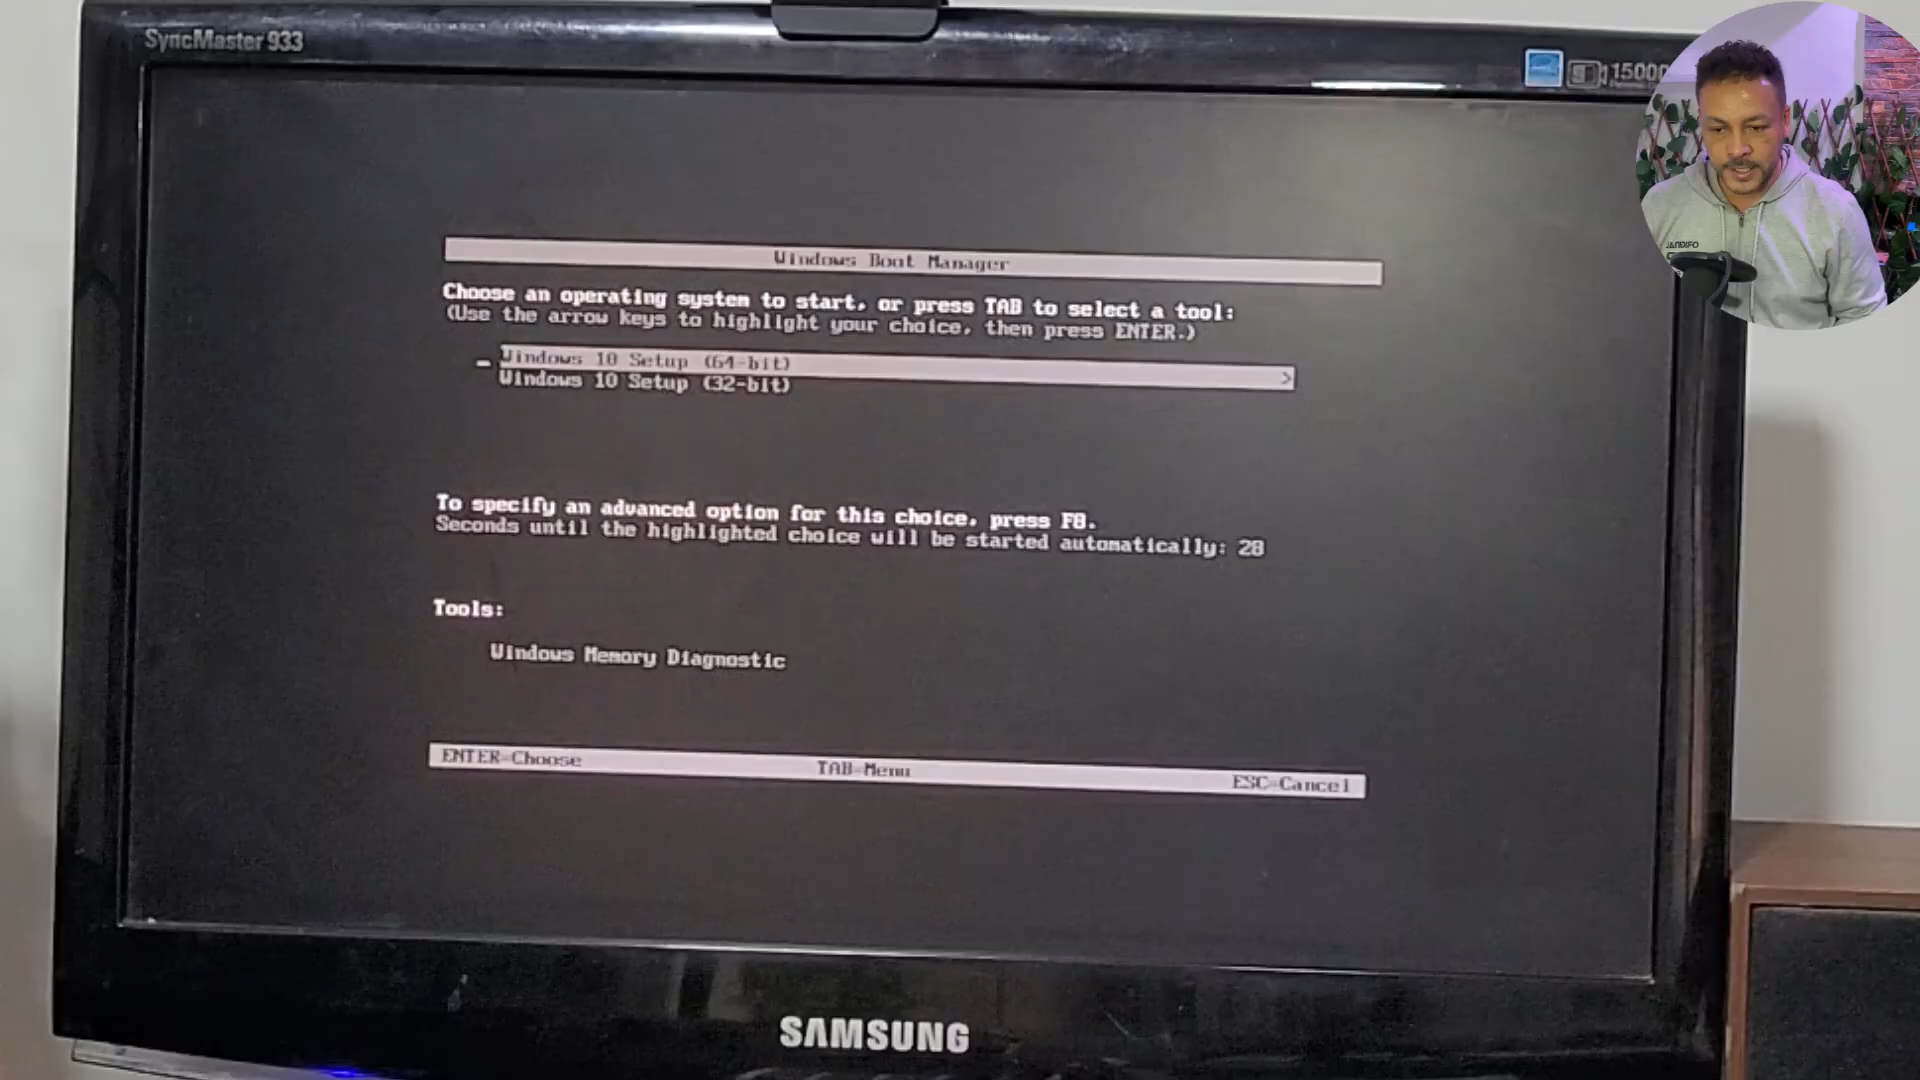 SyncMaster 933
15000
Windows Boot Manager
Choose an operating system to start, or press TAB to select a tool:
(Use the arrow keys to highlight your choice, then press ENTER.)
Windows 10 Setup (64-bit) >
Windows 10 Setup (32-bit)
To specify an advanced option for this choice, press F8.
Seconds until the highlighted choice will be started automatically: 28
Tools:
Windows Memory Diagnostic
ENTER=Choose TAB=Menu ESC=Cancel
SAMSUNG